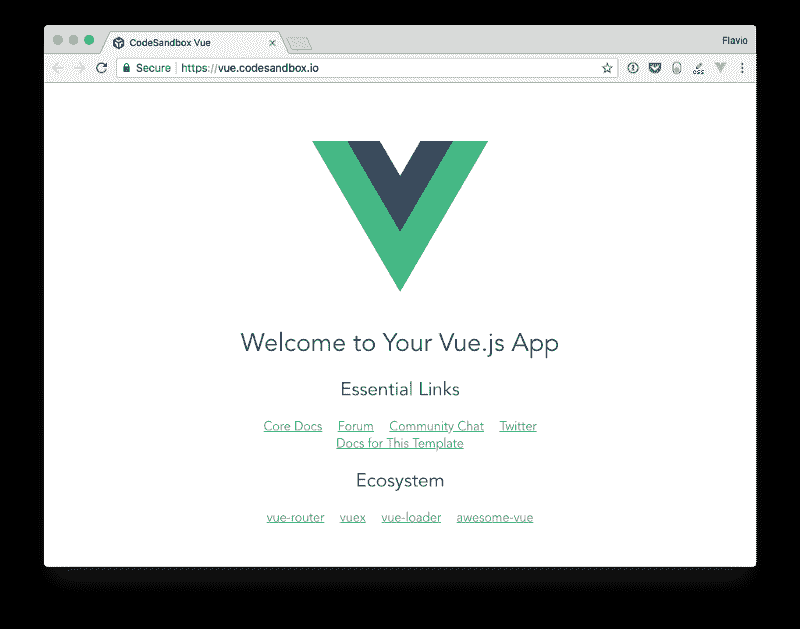 CodeSandbox Vue
Flavio
Secure https://vue.codesandbox.io
Welcome to Your Vue.js App
Essential Links
Core Docs Forum Community Chat Twitter
Docs for This Template
Ecosystem
vue-router vuex vue-loader awesome-vue